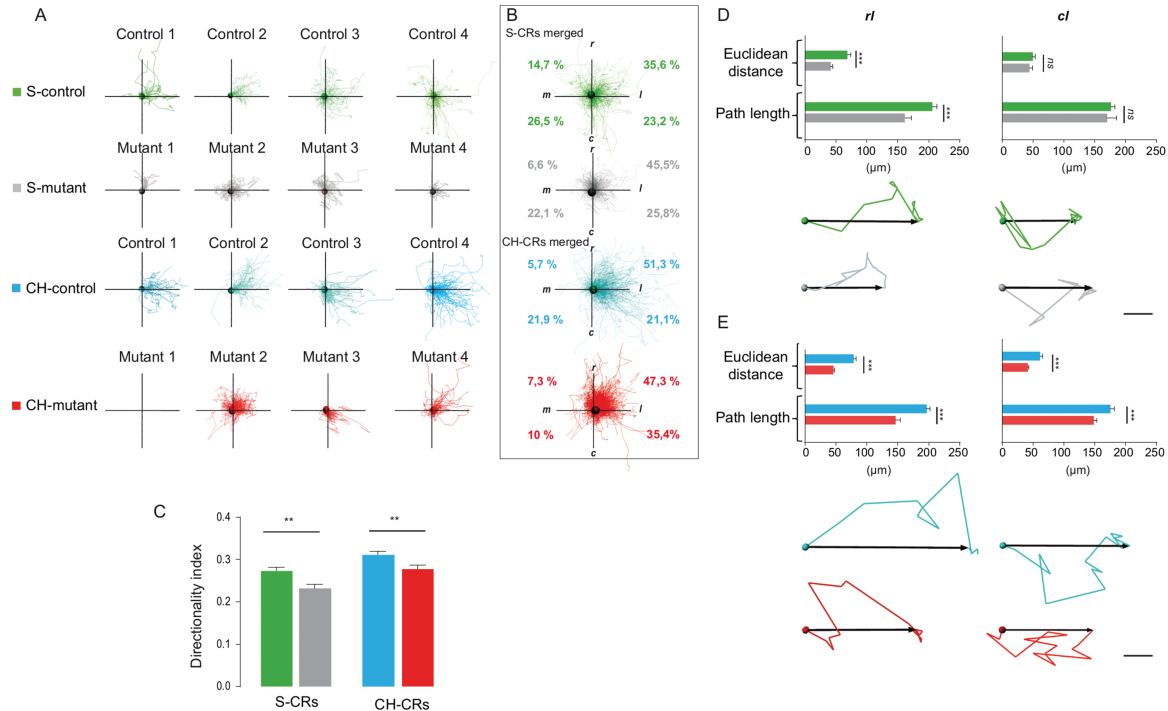 A
Control 1 Control 2 Control 3 Control 4
S-control
Mutant 1 Mutant 2 Mutant 3 Mutant 4
S-mutant
Control 1 Control 2 Control 3 Control 4
CH-control
Mutant 1 Mutant 2 Mutant 3 Mutant 4
CH-mutant
B
S-CRs merged
r
14,7 % 35,6 %
m l
26,5 % 23,2 %
c
r
6,6 % 45,5%
m l
22,1 % 25,8%
c
CH-CRs merged
r
5,7 % 51,3 %
m l
21,9 % 21,1%
c
r
7,3 % 47,3 %
m l
10 % 35,4%
c
C
Directionality index
0.4
0.3
0.2
0.1
0.0
** **
S-CRs CH-CRs
D
rl cl
Euclidean
distance
*** ns
Path length
*** ns
0 50 100 150 200 250
(µm)
0 50 100 150 200 250
(µm)
E
Euclidean
distance
*** ***
Path length
*** ***
0 50 100 150 200 250
(µm)
0 50 100 150 200 250
(µm)